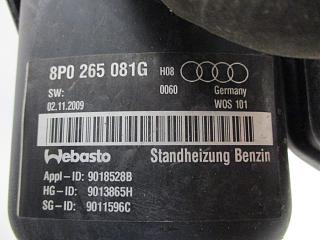 8P0 265 081G H08
SW: 0060 Germany
02.11.2009 WOS 101
Webasto Standheizung Benzin
Appl-ID: 9018528B
HG-ID: 9013865H
SG-ID: 9011596C